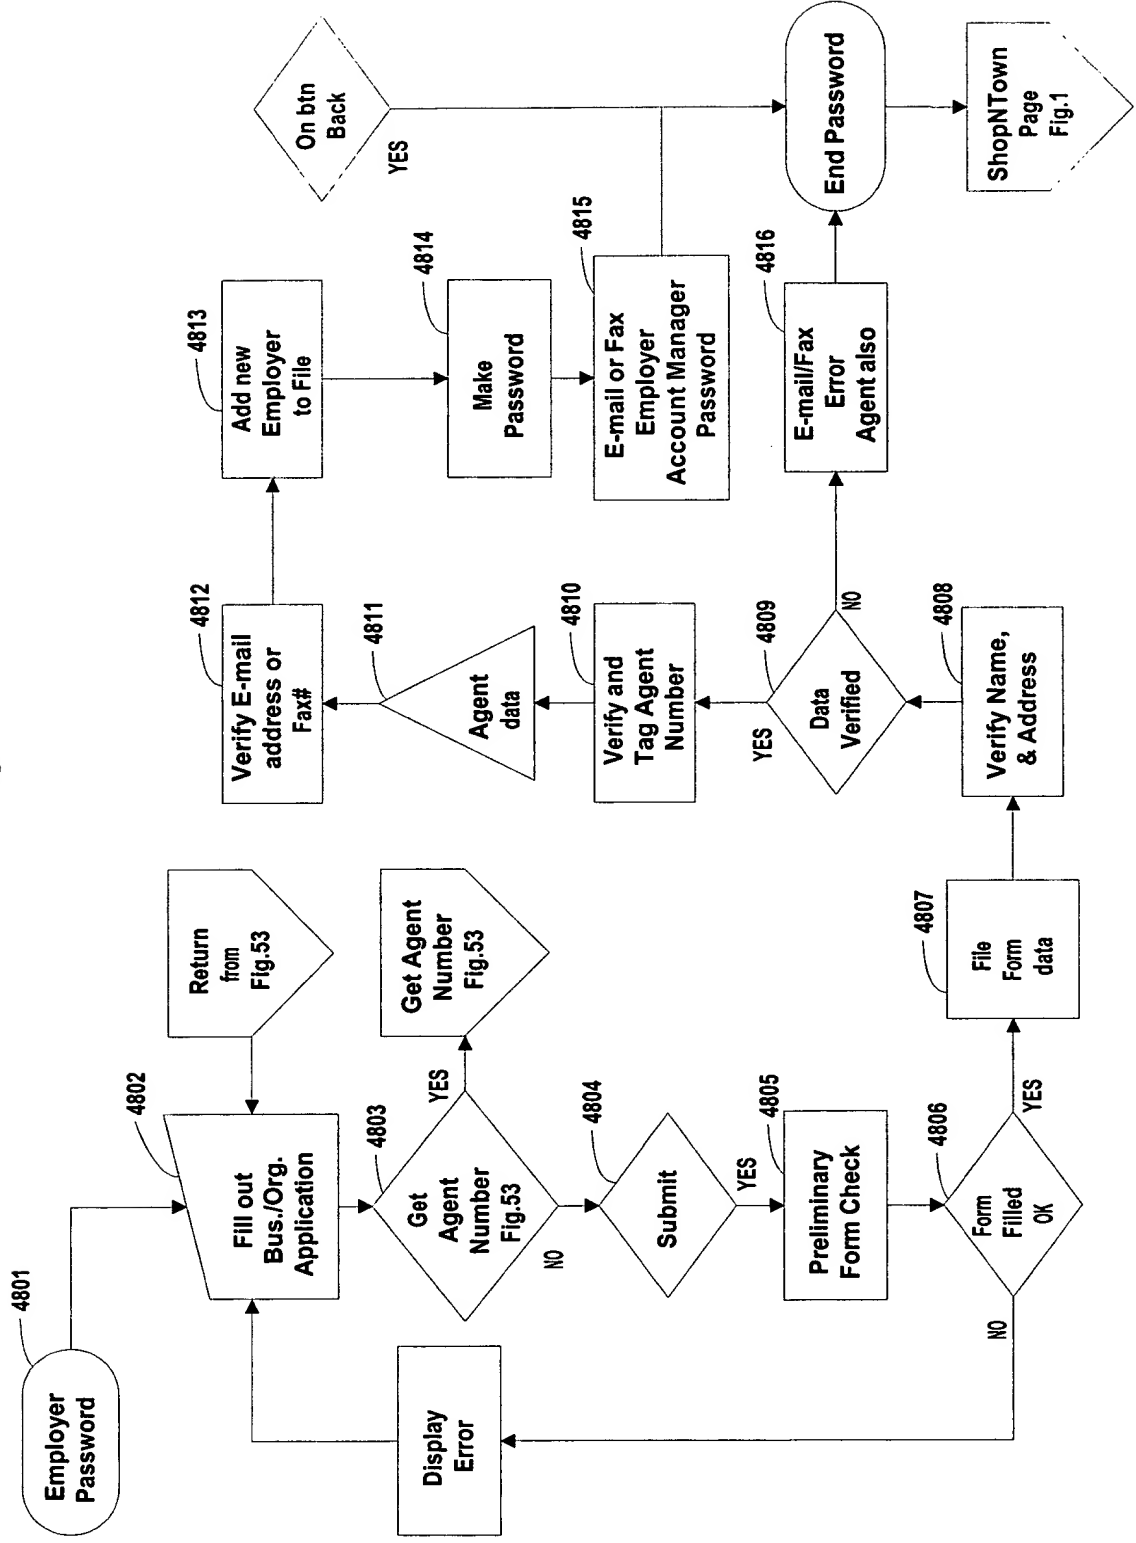 4801
Employer
Password
4802
Fill out
Bus./Org.
Application
Return
from
Fig.53
4803
Get
Agent
Number
Fig.53
YES
NO
Get Agent
Number
Fig.53
4804
Submit
YES
4805
Preliminary
Form Check
4806
Form
Filled
OK
YES
NO
Display
Error
4807
File
Form
data
4808
Verify Name,
& Address
4809
Data
Verified
YES
NO
4810
Verify and
Tag Agent
Number
4811
Agent
data
4812
Verify E-mail
address or
Fax#
4813
Add new
Employer
to File
4814
Make
Password
4815
E-mail or Fax
Employer
Account Manager
Password
4816
E-mail/Fax
Error
Agent also
On btn
Back
YES
End Password
ShopNTown
Page
Fig.1